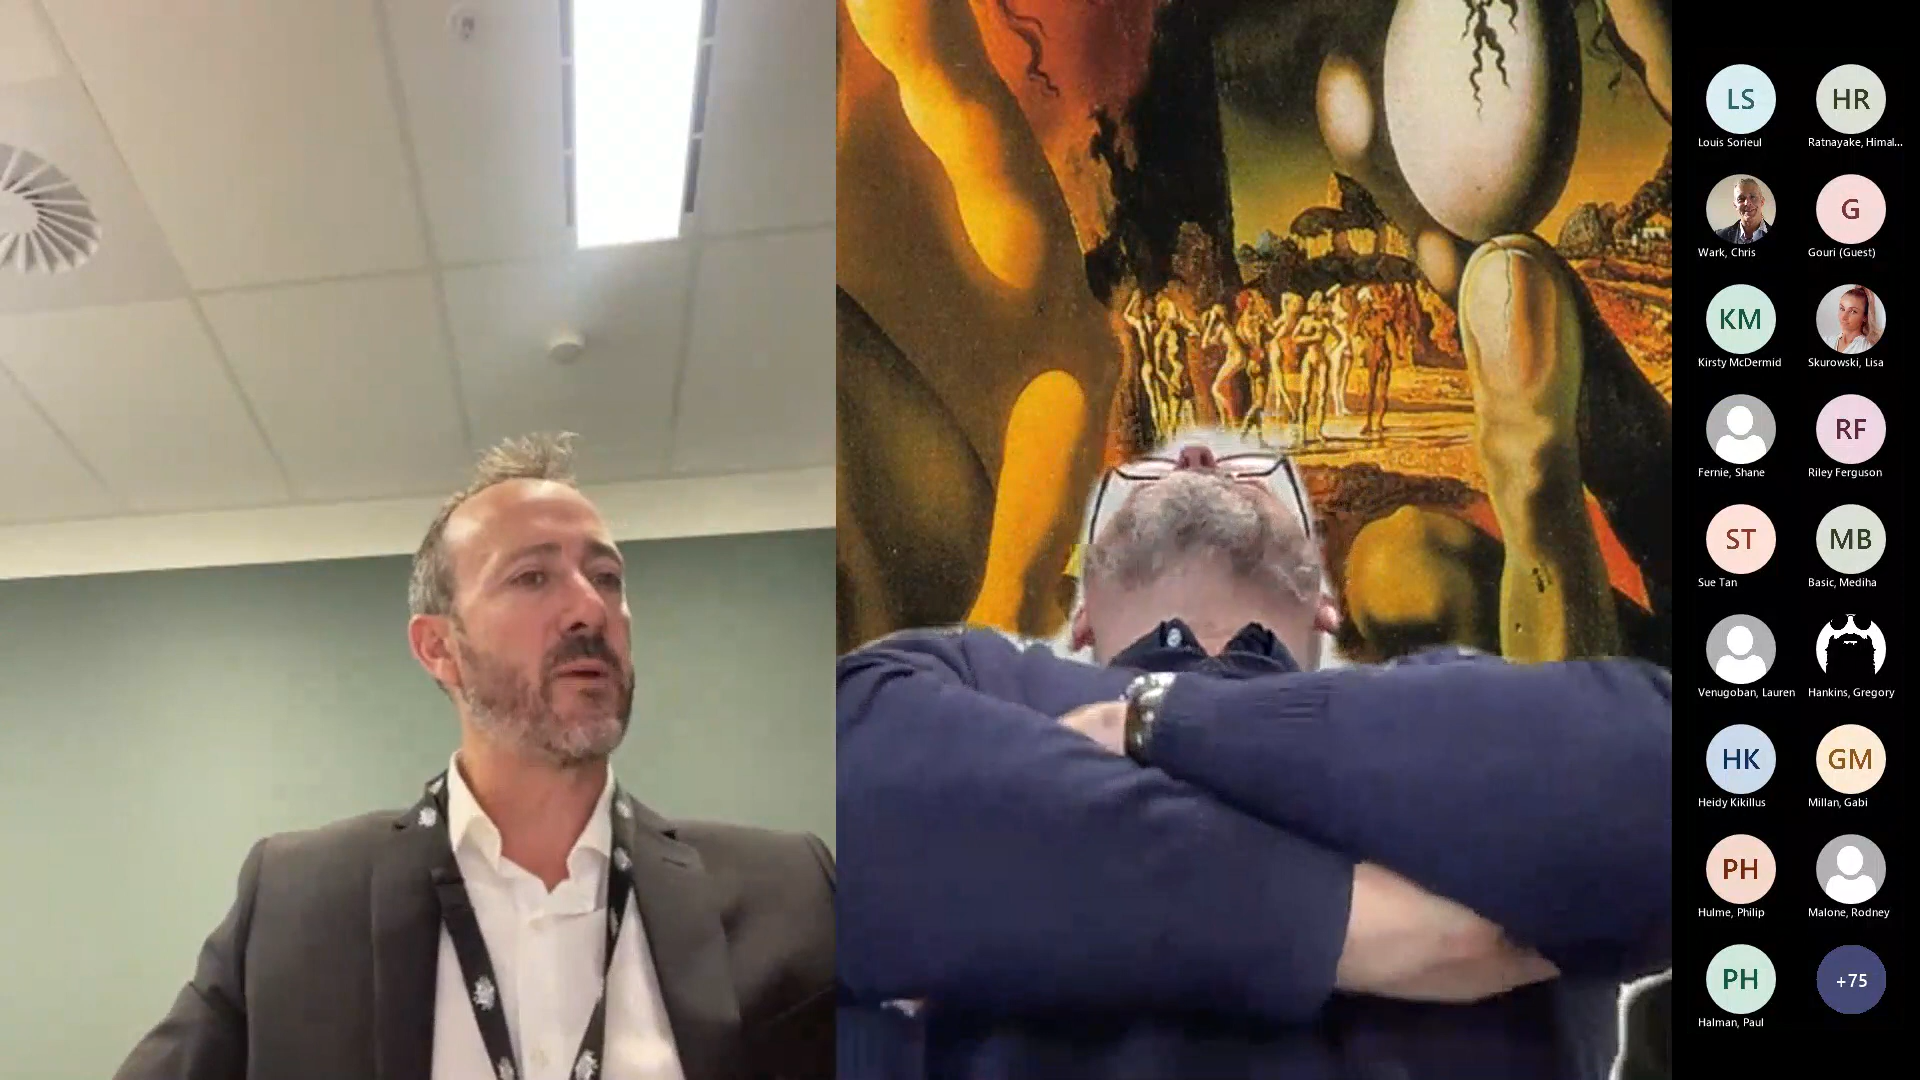 LS
HR
Louis Sorieul
Ratnayake, Himal...
Wark, Chris
G
Gouri (Guest)
KM
Kirsty McDermid
Skurowski, Lisa
Fernie, Shane
RF
Riley Ferguson
ST
MB
Sue Tan
Basic, Mediha
Venugoban, Lauren
Hankins, Gregory
HK
GM
Heidy Kikillus
Millan, Gabi
PH
Hulme, Philip
Malone, Rodney
PH
+75
Halman, Paul